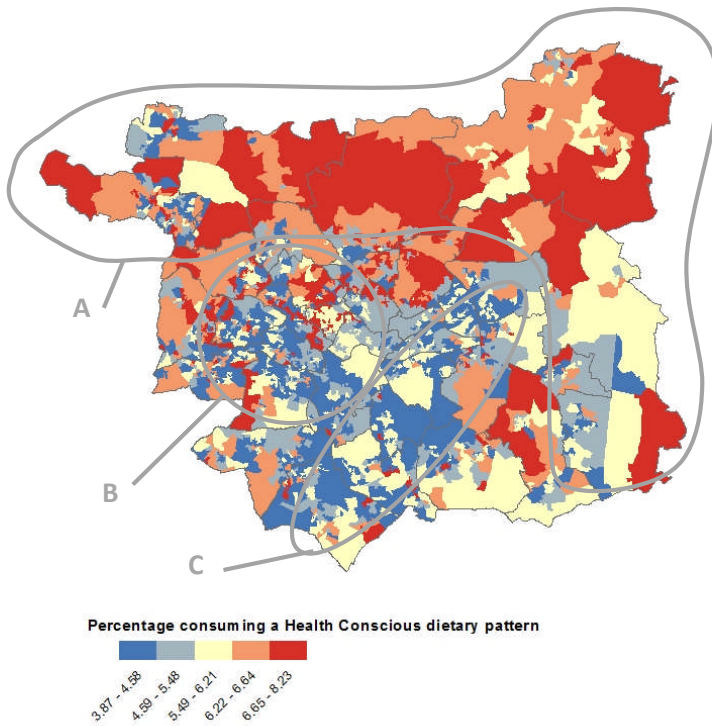 A
B
C
Percentage consuming a Health Conscious dietary pattern
3.87 - 4.58
4.59 - 5.48
5.49 - 6.21
6.22 - 6.64
6.65 - 8.23